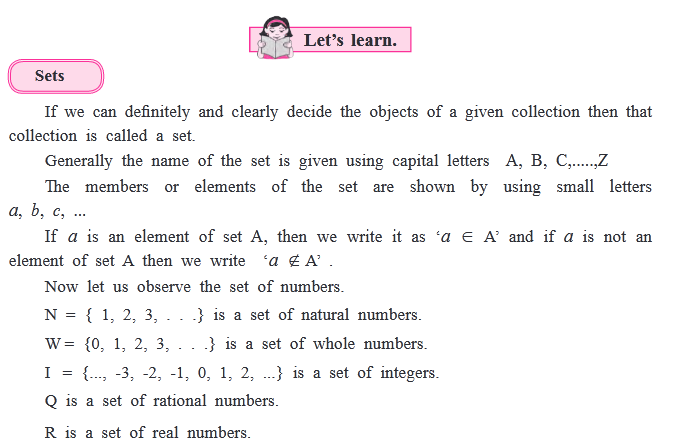 Let's learn.
Sets
If we can definitely and clearly decide the objects of a given collection then that
collection is called a set.
Generally the name of the set is given using capital letters A, B, C,.....,Z
The members or elements of the set are shown by using small letters
a, b, c, ...
If a is an element of set A, then we write it as ‘a ∈ A’ and if a is not an
element of set A then we write ‘a ∉ A’ .
Now let us observe the set of numbers.
N = { 1, 2, 3, . . .} is a set of natural numbers.
W= {0, 1, 2, 3, . . .} is a set of whole numbers.
I = {..., -3, -2, -1, 0, 1, 2, ...} is a set of integers.
Q is a set of rational numbers.
R is a set of real numbers.